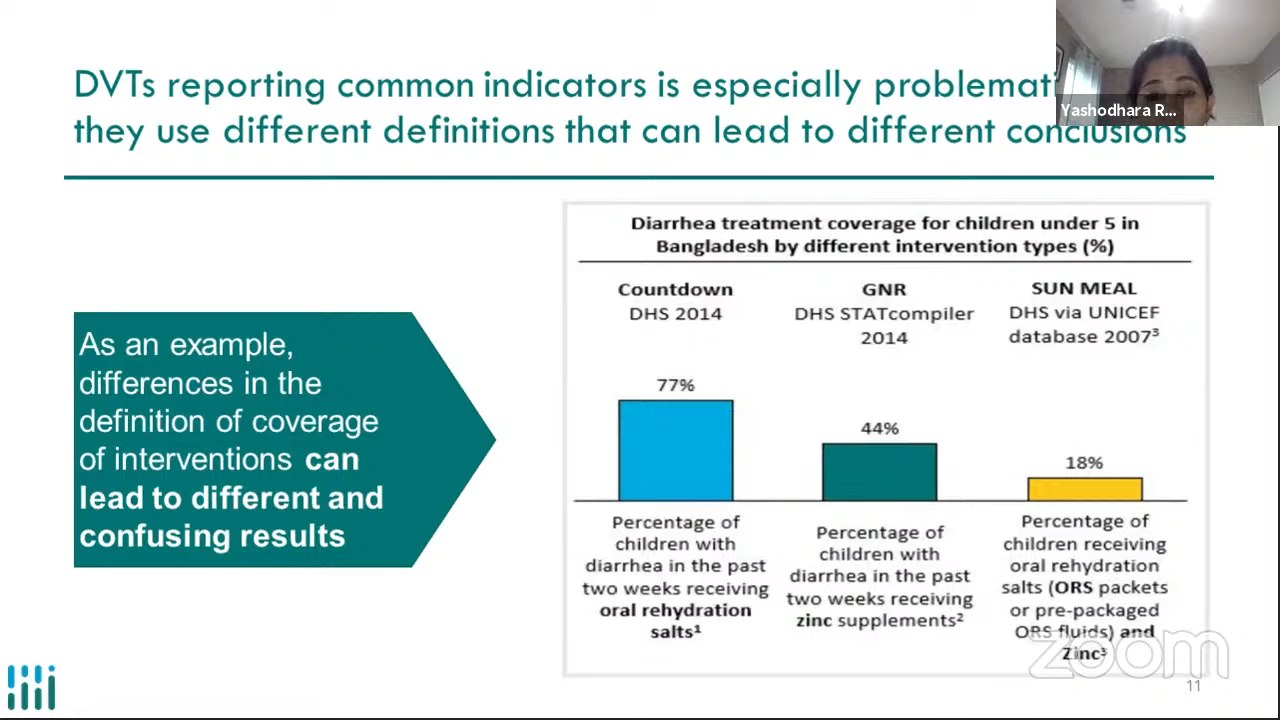 DVTs reporting common indicators is especially
they use different definitions that can lead to different conclusions
Yashodhara R...
Diarrhea treatment coverage for children under 5 in
Bangladesh by different intervention types (%)
Countdown
DHS 2014
GNR
DHS STATcompiler
2014
SUN MEAL
DHS via UNICEF
database 2007³
As an example,
differences in the
definition of coverage
of interventions can
lead to different and
confusing results
77%
44%
18%
Percentage of
children with
diarrhea in the past
two weeks receiving
oral rehydration
salts¹
Percentage of
children with
diarrhea in the past
two weeks receiving
zinc supplements²
Percentage of
children receiving
oral rehydration
salts (ORS packets
or pre-packaged
ORS fluids) and
Zinc³
zoom
11